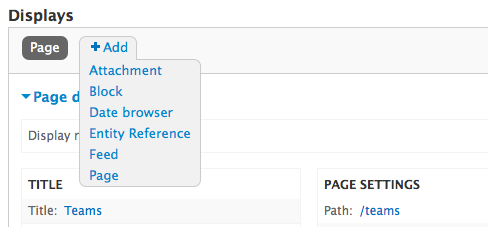 Displays
Page
+ Add
Attachment
Block
Date browser
Entity Reference
Feed
Page
Page d
Display
TITLE
Title: Teams
PAGE SETTINGS
Path: /teams